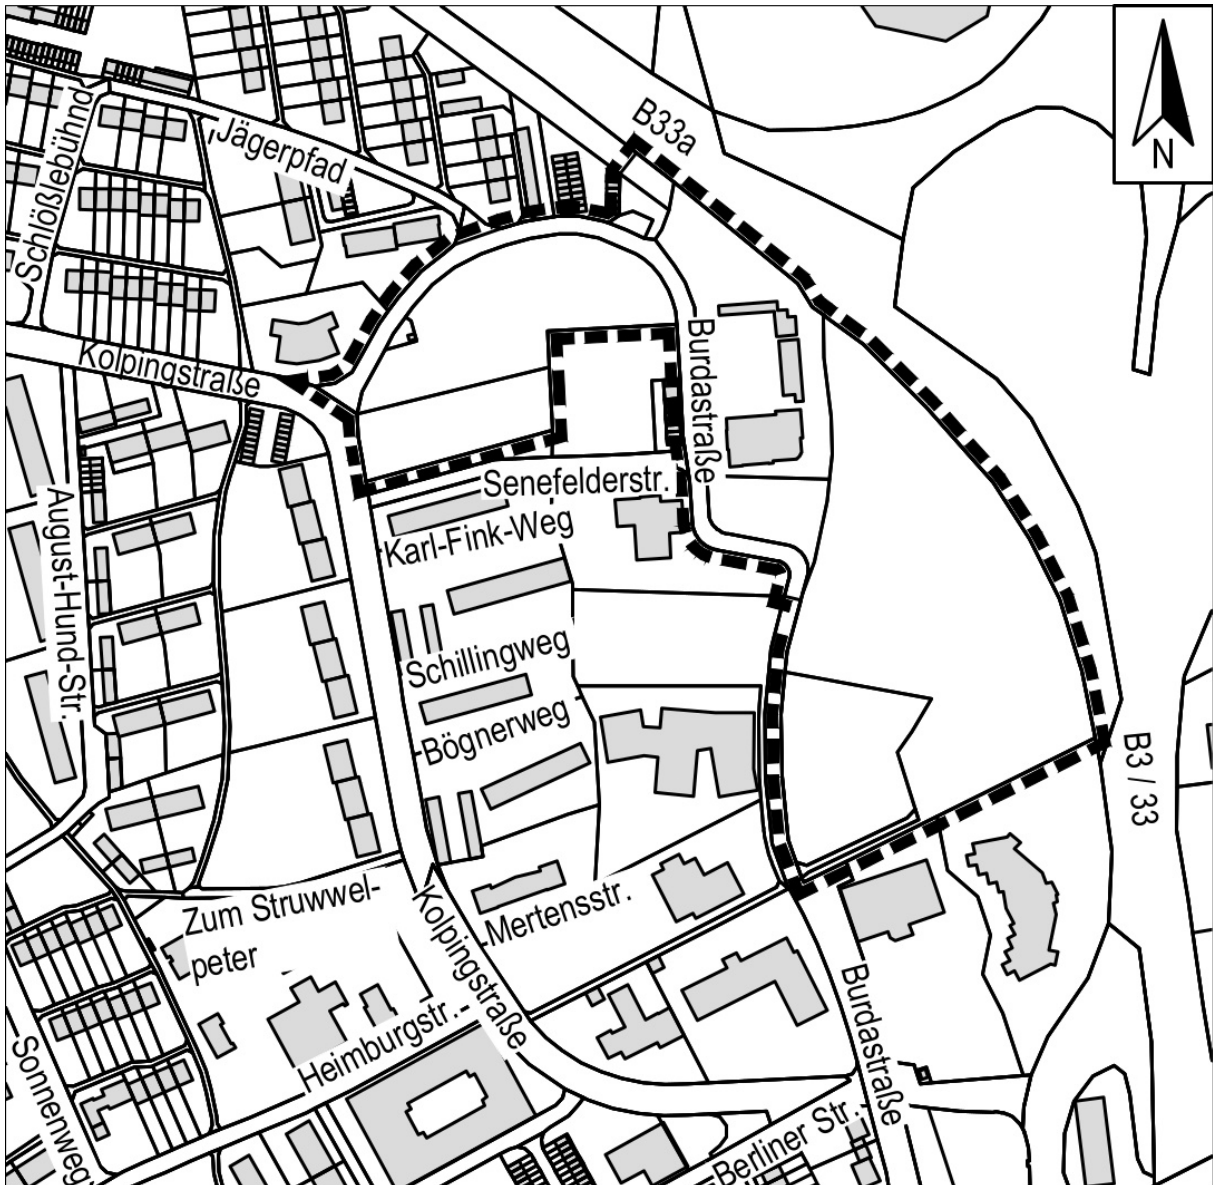 B33a
N
Jägerpfad
Schlößlebühnd
Kolpingstraße
Burdastraße
Senefelderstr.
Karl-Fink-Weg
August-Hund-Str.
Schillingweg
Bögnerweg
B3 / 33
Zum Struwwel-
peter
Kolpingstraße
Mertensstr.
Burdastraße
Heimburgstr.
Sonnenweg
Berliner Str.